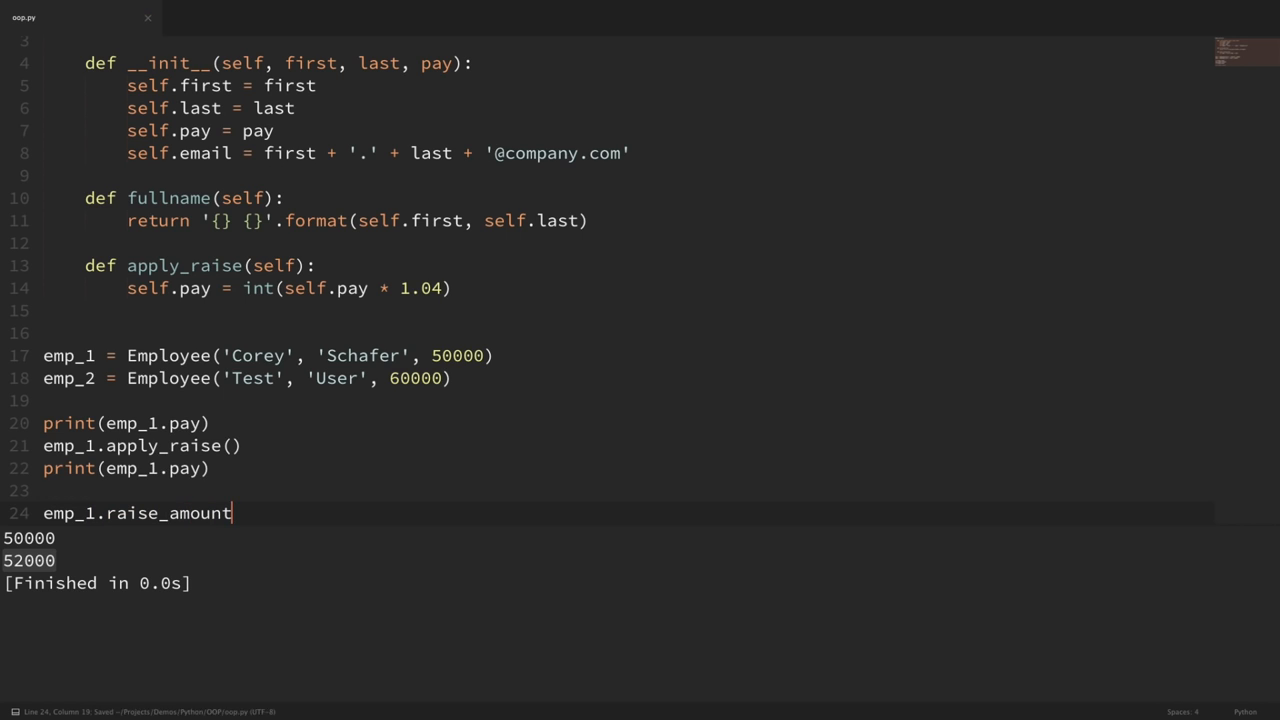 oop.py ×
3
4 def __init__(self, first, last, pay):
5 self.first = first
6 self.last = last
7 self.pay = pay
8 self.email = first + '.' + last + '@company.com'
9
10 def fullname(self):
11 return '{} {}'.format(self.first, self.last)
12
13 def apply_raise(self):
14 self.pay = int(self.pay * 1.04)
15
16
17 emp_1 = Employee('Corey', 'Schafer', 50000)
18 emp_2 = Employee('Test', 'User', 60000)
19
20 print(emp_1.pay)
21 emp_1.apply_raise()
22 print(emp_1.pay)
23
24 emp_1.raise_amount
50000
52000
[Finished in 0.0s]
Line 24, Column 19: Saved ~/Projects/Demos/Python/OOP/oop.py (UTF-8) Spaces: 4 Python